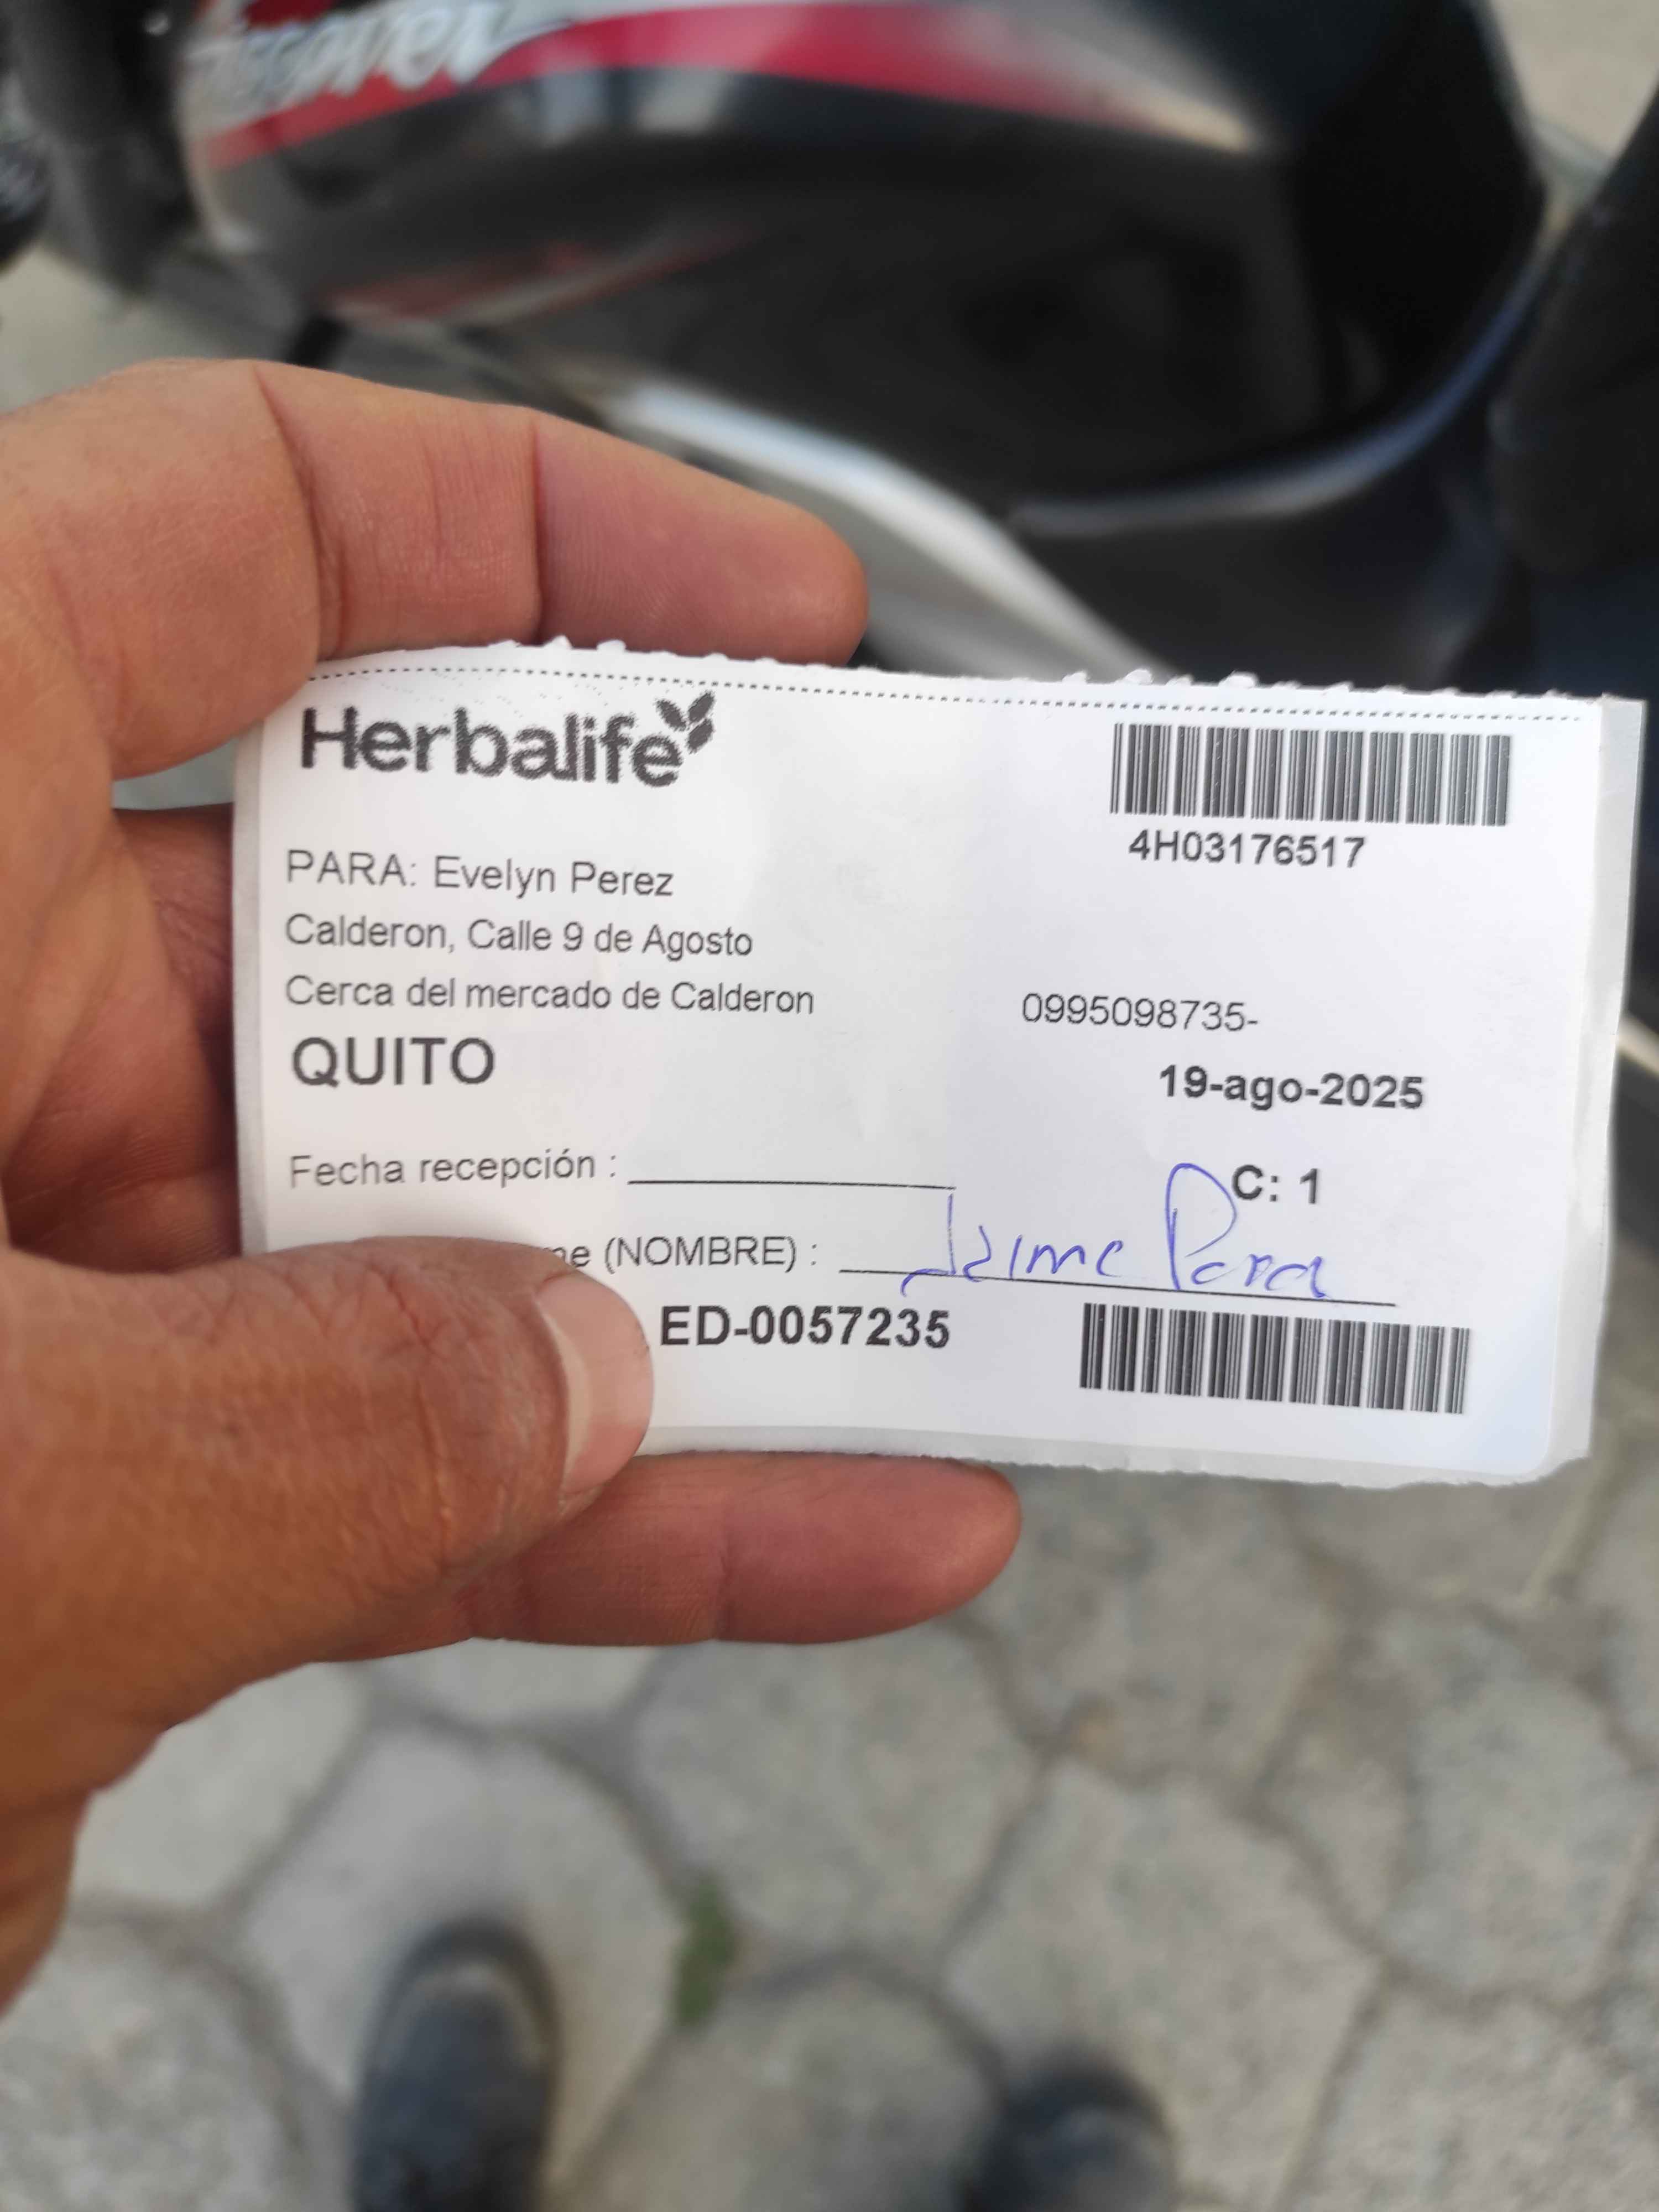 Herbalife
4H03176517
PARA: Evelyn Perez
Calderon, Calle 9 de Agosto
Cerca del mercado de Calderon
0995098735-
QUITO
19-ago-2025
Fecha recepción :
C: 1
(NOMBRE) : Jaime
ED-0057235